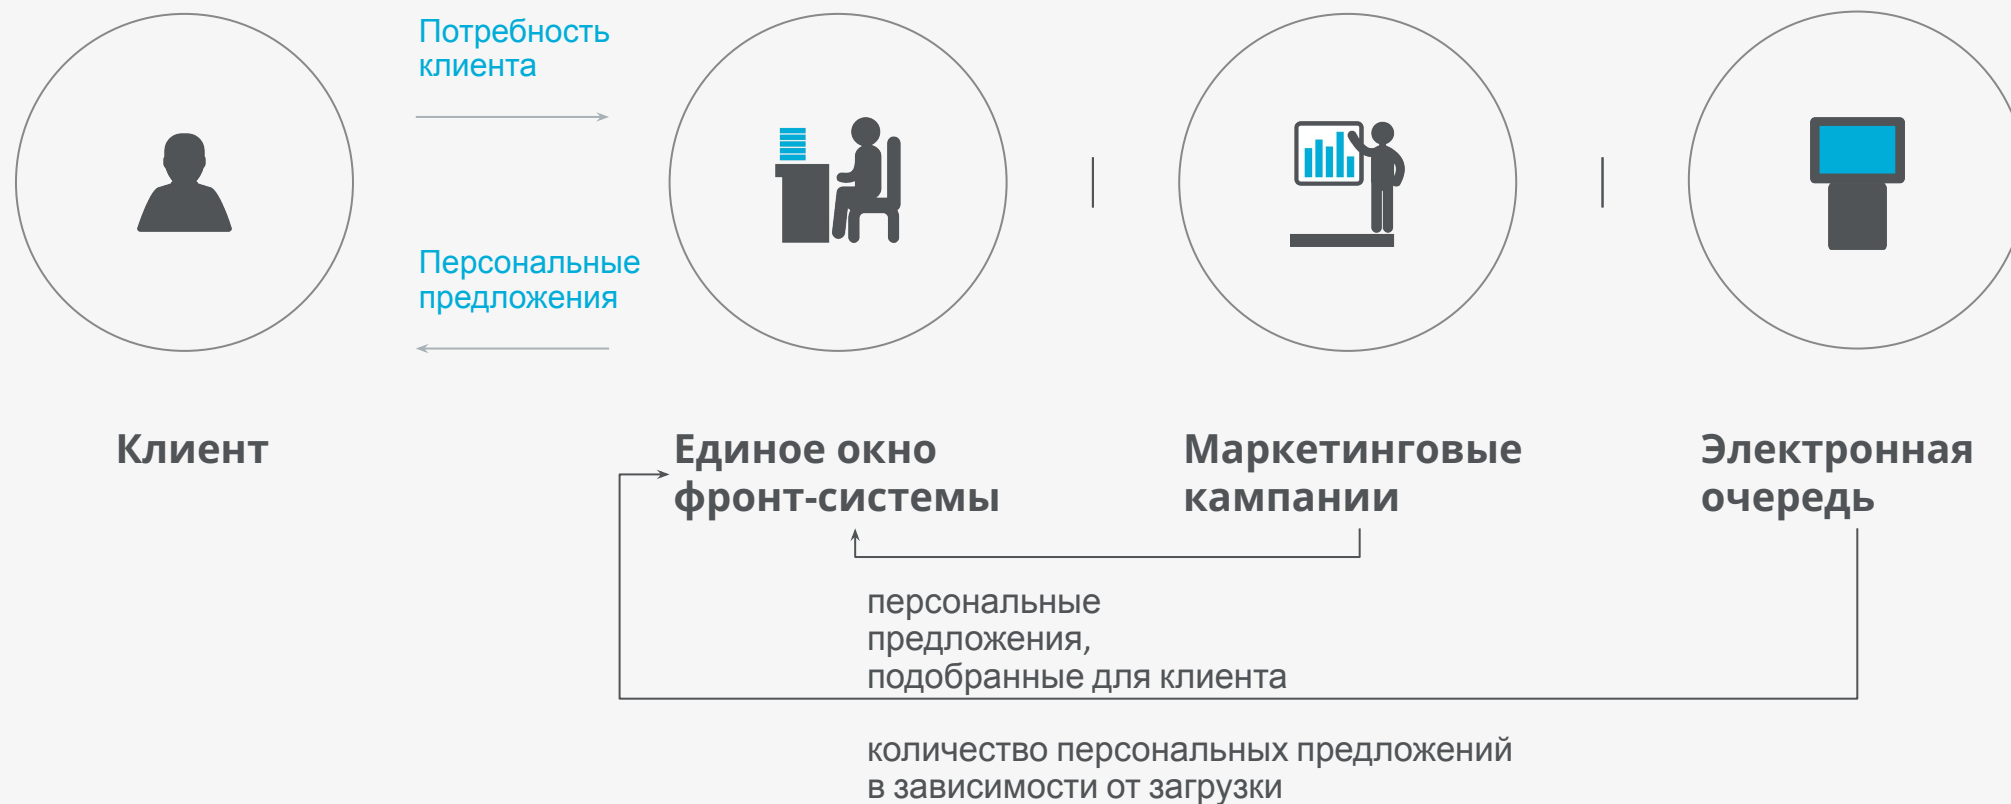 Потребность
клиента
Персональные
предложения
Клиент
Единое окно
фронт-системы
Маркетинговые
кампании
Электронная
очередь
персональные
предложения,
подобранные для клиента
количество персональных предложений
в зависимости от загрузки